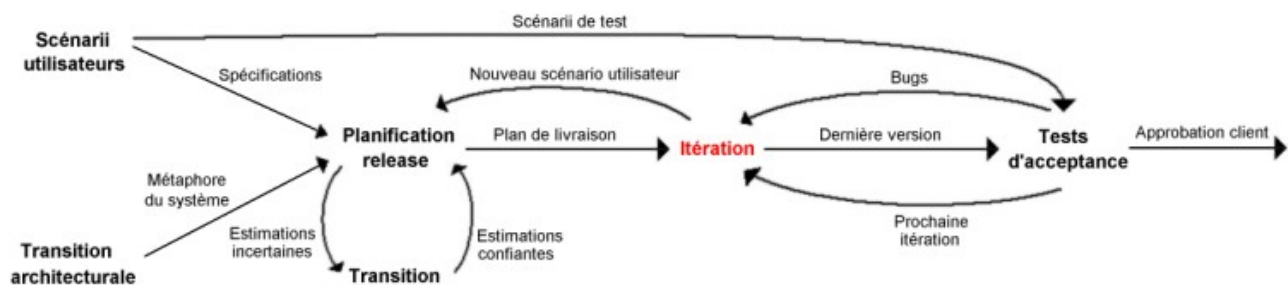 Scénarii de test
Scénarii
utilisateurs
Spécifications
Nouveau scénario utilisateur
Bugs
Planification
release
Plan de livraison
Itération
Dernière version
Tests
d'acceptance
Approbation client
Métaphore
du système
Estimations
incertaines
Estimations
confiantes
Prochaine
itération
Transition
architecturale
Transition